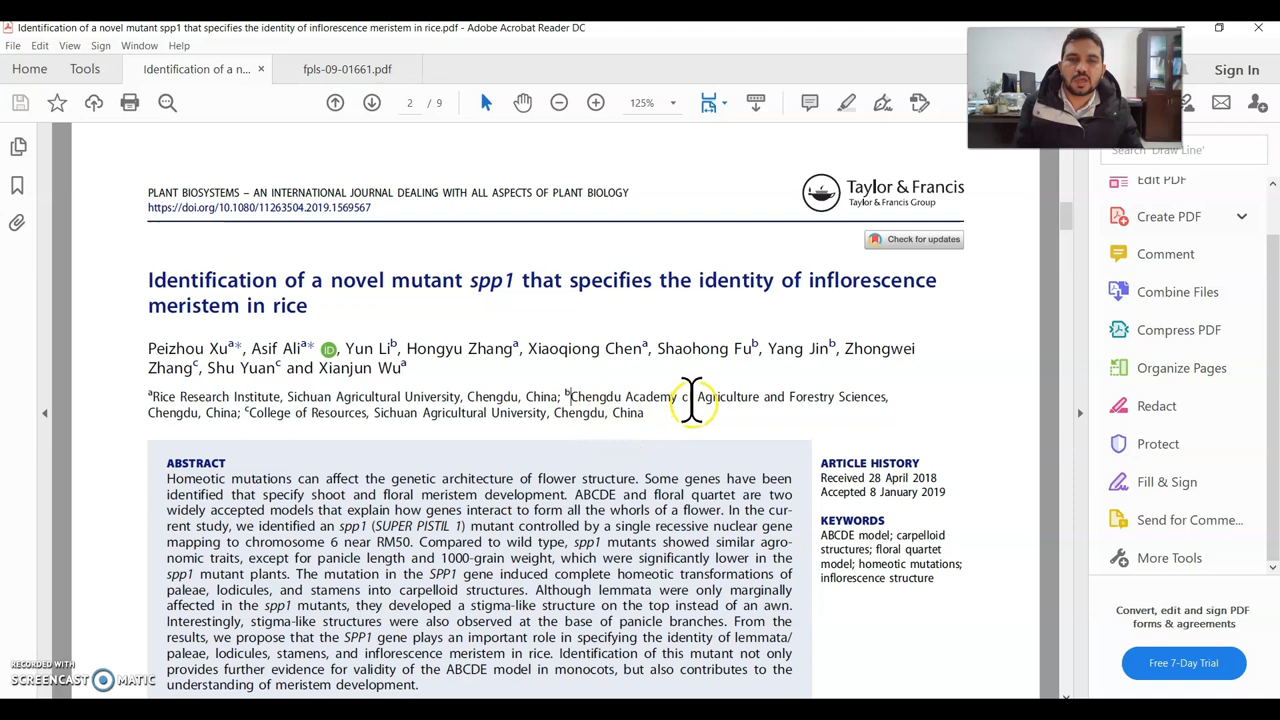 Identification of a novel mutant spp1 that specifies the identity of inflorescence meristem in rice.pdf - Adobe Acrobat Reader DC
File Edit View Sign Window Help
Home Tools Identification of a n... × fpls-09-01661.pdf Sign In
2 / 9 125%
Search 'Draw Line'
PLANT BIOSYSTEMS – AN INTERNATIONAL JOURNAL DEALING WITH ALL ASPECTS OF PLANT BIOLOGY
https://doi.org/10.1080/11263504.2019.1569567
Taylor & Francis
Taylor & Francis Group
Check for updates
Identification of a novel mutant spp1 that specifies the identity of inflorescence
meristem in rice
Peizhou Xuᵃ*, Asif Aliᵃ* iD, Yun Liᵇ, Hongyu Zhangᵃ, Xiaoqiong Chenᵃ, Shaohong Fuᵇ, Yang Jinᵇ, Zhongwei
Zhangᶜ, Shu Yuanᶜ and Xianjun Wuᵃ
ᵃRice Research Institute, Sichuan Agricultural University, Chengdu, China; ᵇChengdu Academy Agriculture and Forestry Sciences,
Chengdu, China; ᶜCollege of Resources, Sichuan Agricultural University, Chengdu, China
ABSTRACT
Homeotic mutations can affect the genetic architecture of flower structure. Some genes have been
identified that specify shoot and floral meristem development. ABCDE and floral quartet are two
widely accepted models that explain how genes interact to form all the whorls of a flower. In the cur-
rent study, we identified an spp1 (SUPER PISTIL 1) mutant controlled by a single recessive nuclear gene
mapping to chromosome 6 near RM50. Compared to wild type, spp1 mutants showed similar agro-
nomic traits, except for panicle length and 1000-grain weight, which were significantly lower in the
spp1 mutant plants. The mutation in the SPP1 gene induced complete homeotic transformations of
paleae, lodicules, and stamens into carpelloid structures. Although lemmata were only marginally
affected in the spp1 mutants, they developed a stigma-like structure on the top instead of an awn.
Interestingly, stigma-like structures were also observed at the base of panicle branches. From the
results, we propose that the SPP1 gene plays an important role in specifying the identity of lemmata/
paleae, lodicules, stamens, and inflorescence meristem in rice. Identification of this mutant not only
provides further evidence for validity of the ABCDE model in monocots, but also contributes to the
understanding of meristem development.
ARTICLE HISTORY
Received 28 April 2018
Accepted 8 January 2019
KEYWORDS
ABCDE model; carpelloid
structures; floral quartet
model; homeotic mutations;
inflorescence structure
Edit PDF
Create PDF
Comment
Combine Files
Compress PDF
Organize Pages
Redact
Protect
Fill & Sign
Send for Comme...
More Tools
Convert, edit and sign PDF
forms & agreements
Free 7-Day Trial
RECORDED WITH
SCREENCAST MATIC